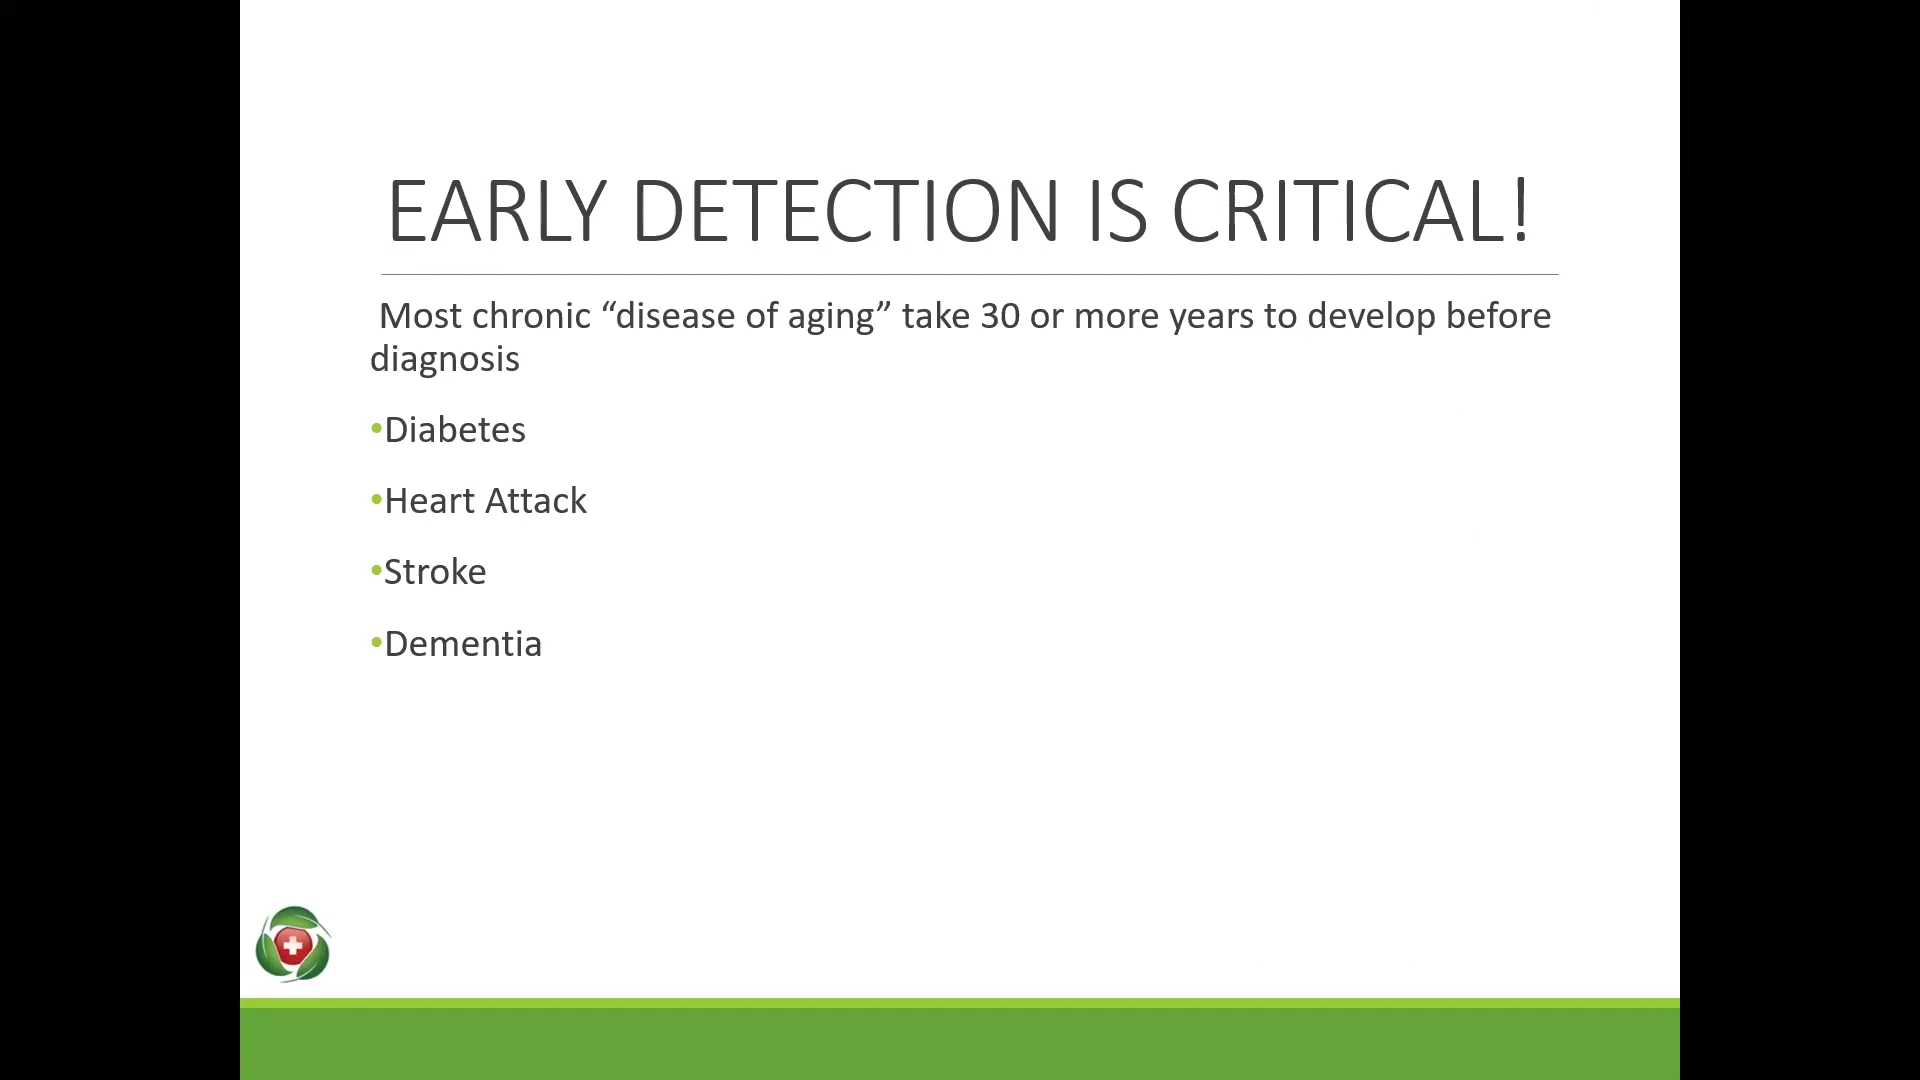 EARLY DETECTION IS CRITICAL!
Most chronic “disease of aging” take 30 or more years to develop before
diagnosis
•Diabetes
•Heart Attack
•Stroke
•Dementia